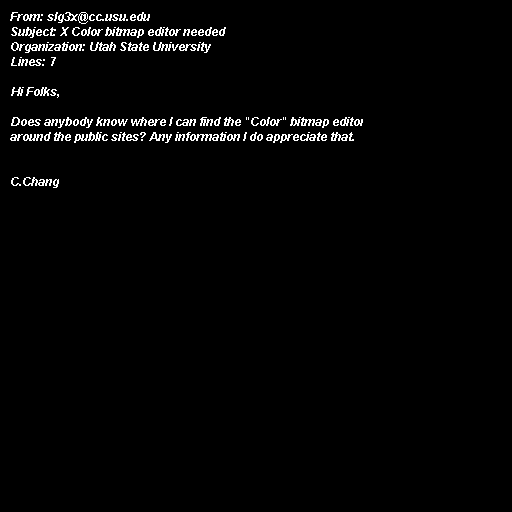 From: slg3x@cc.usu.edu
Subject: X Color bitmap editor needed
Organization: Utah State University
Lines: 7

Hi Folks,

Does anybody know where I can find the "Color" bitmap editor
around the public sites? Any information I do appreciate that.

C.Chang